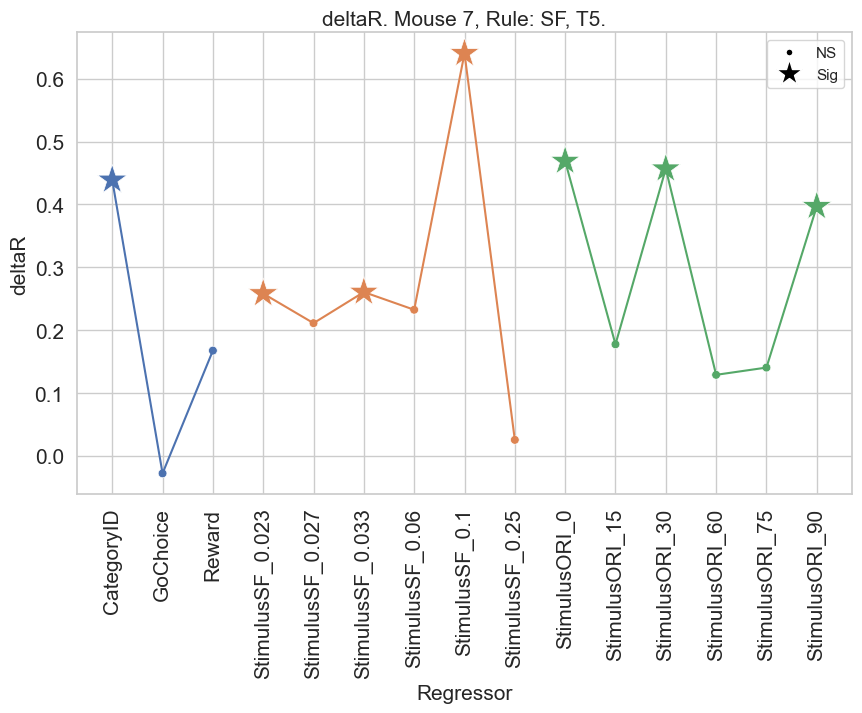 deltaR. Mouse 7, Rule: SF, T5.
NS
Sig
0.6
0.5
0.4
0.3
0.2
0.1
0.0
deltaR
CategoryID
GoChoice
Reward
StimulusSF_0.023
StimulusSF_0.027
StimulusSF_0.033
StimulusSF_0.06
StimulusSF_0.1
StimulusSF_0.25
StimulusORI_0
StimulusORI_15
StimulusORI_30
StimulusORI_60
StimulusORI_75
StimulusORI_90
Regressor